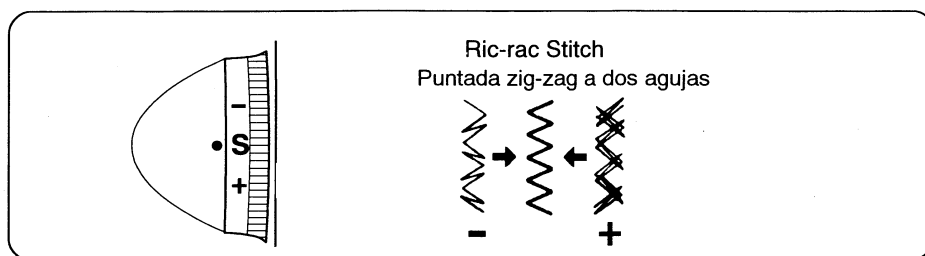 Ric-rac Stitch
Puntada zig-zag a dos agujas
–
S
+
– +